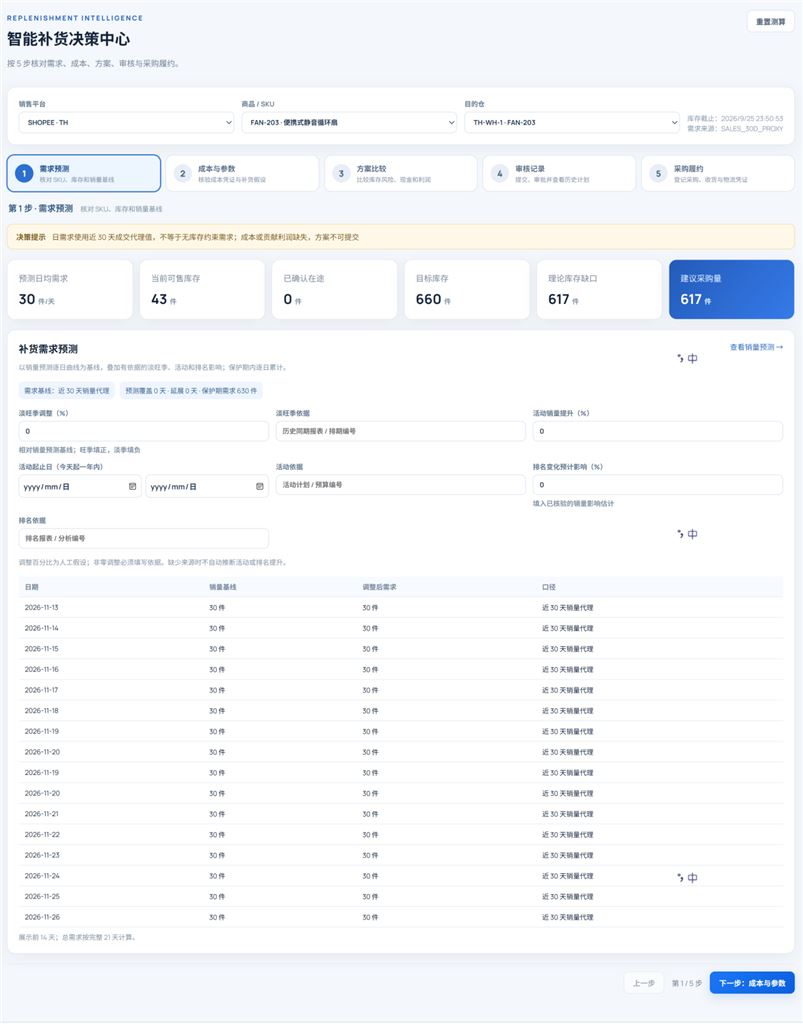 REPLENISHMENT INTELLIGENCE
智能补货决策中心
重置测算
按 5 步核对需求、成本、方案、审核与采购履约。
销售平台
商品 / SKU
目的仓
SHOPEE · TH
FAN-203 · 便携式静音循环扇
TH-WH-1 · FAN-203
库存截止：2026/9/25 23:50:53
需求来源：SALES_30D_PROXY
1 需求预测
核对 SKU、库存和销量基线
2 成本与参数
核验成本凭证与补货假设
3 方案比较
比较库存风险、现金和利润
4 审核记录
提交、审批并查看历史计划
5 采购履约
登记采购、收货与物流凭证
第 1 步 · 需求预测 核对 SKU、库存和销量基线
决策提示 日需求使用近 30 天成交代理值，不等于无库存约束需求；成本或贡献利润缺失，方案不可提交
预测日均需求
30 件/天
当前可售库存
43 件
已确认在途
0 件
目标库存
660 件
理论库存缺口
617 件
建议采购量
617 件
补货需求预测
查看销量预测 →
°, 中
以销量预测逐日曲线为基线，叠加有依据的淡旺季、活动和排名影响；保护期内逐日累计。
需求基线：近 30 天销量代理
预测覆盖 0 天 · 延展 0 天 · 保护期需求 630 件
淡旺季调整（%）
淡旺季依据
活动销量提升（%）
0
历史同期报表 / 排期编号
0
相对销量预测基线；旺季填正，淡季填负
活动起止日（今天起一年内）
活动依据
排名变化预计影响（%）
yyyy/mm/日
yyyy/mm/日
活动计划 / 预算编号
0
填入已核验的销量影响估计
排名依据
排名报表 / 分析编号
°, 中
调整百分比为人工假设；非零调整必须填写依据。缺少来源时不自动推断活动或排名提升。
日期 销量基线 调整后需求 口径
2026-11-13 30 件 30 件 近 30 天销量代理
2026-11-14 30 件 30 件 近 30 天销量代理
2026-11-15 30 件 30 件 近 30 天销量代理
2026-11-16 30 件 30 件 近 30 天销量代理
2026-11-17 30 件 30 件 近 30 天销量代理
2026-11-18 30 件 30 件 近 30 天销量代理
2026-11-19 30 件 30 件 近 30 天销量代理
2026-11-20 30 件 30 件 近 30 天销量代理
2026-11-19 30 件 30 件 近 30 天销量代理
2026-11-20 30 件 30 件 近 30 天销量代理
2026-11-21 30 件 30 件 近 30 天销量代理
2026-11-22 30 件 30 件 近 30 天销量代理
2026-11-23 30 件 30 件 近 30 天销量代理
2026-11-24 30 件 30 件 近 30 天销量代理
°, 中
2026-11-25 30 件 30 件 近 30 天销量代理
2026-11-26 30 件 30 件 近 30 天销量代理
展示前 14 天；总需求按完整 21 天计算。
上一步
第 1 / 5 步
下一步：成本与参数